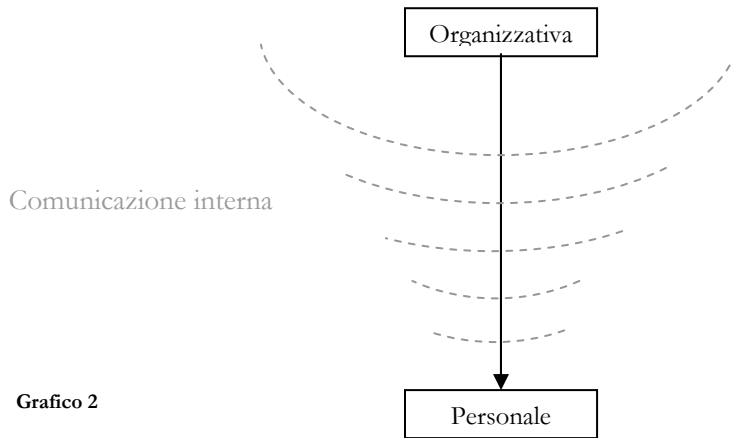 Organizzativa
Comunicazione interna
Grafico 2
Personale